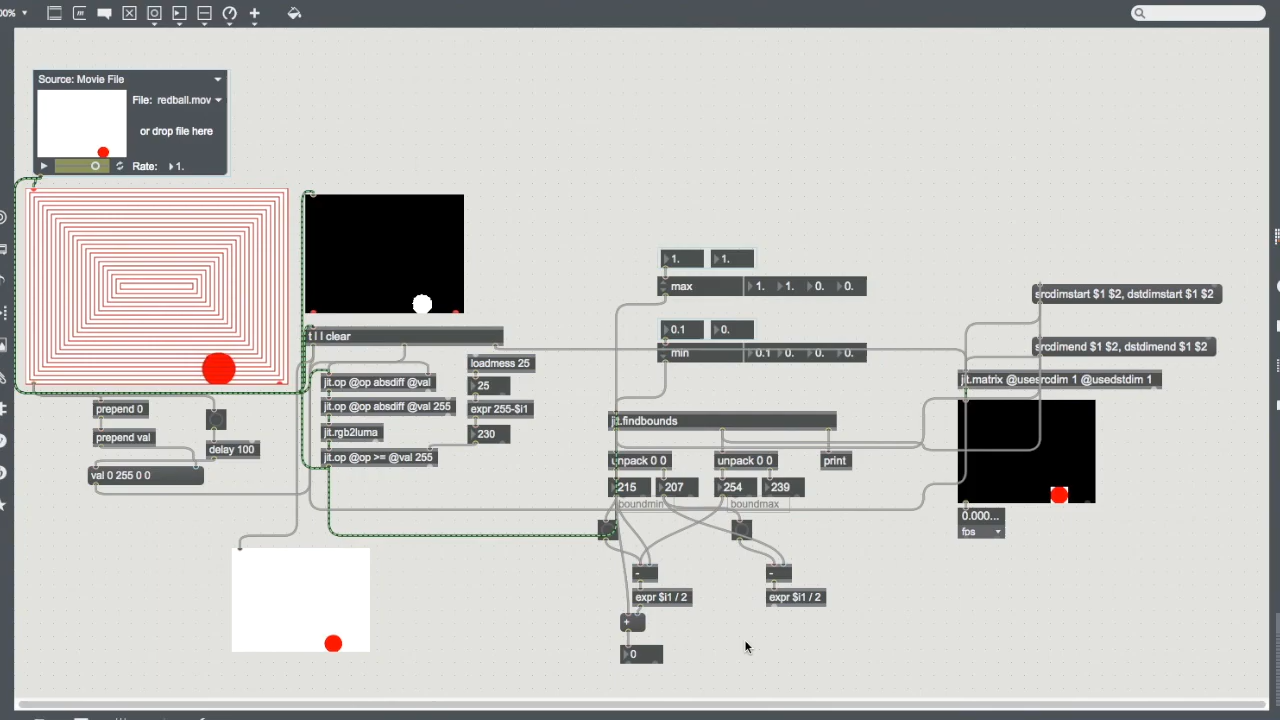 00%
Source: Movie File
File: redball.mov
or drop file here
Rate: 1.
t l l clear
prepend 0
prepend val
val 0 255 0 0
delay 100
jit.op @op absdiff @val
jit.op @op absdiff @val 255
jit.rgb2luma
jit.op @op >= @val 255
loadmess 25
25
expr 255-$i1
230
1. 1.
max 1. 1. 0. 0.
0.1 0.
min 0.1 0. 0. 0.
jit.findbounds
unpack 0 0
unpack 0 0
print
215 207
254 239
boundmin
boundmax
-
-
expr $i1 / 2
expr $i1 / 2
+
0
srcdimstart $1 $2, dstdimstart $1 $2
srcdimend $1 $2, dstdimend $1 $2
jit.matrix @usesrcdim 1 @usedstdim 1
0.000...
fps